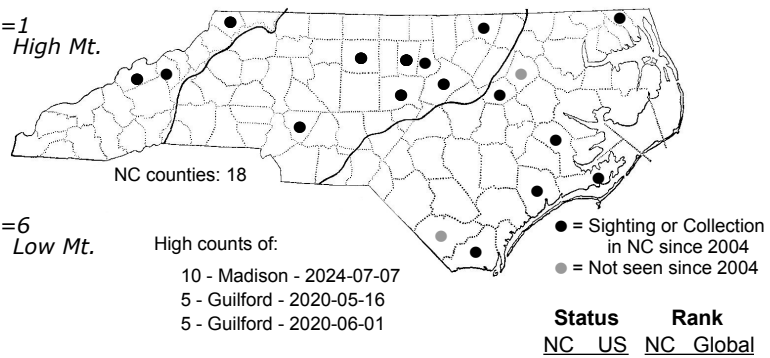 =1
High Mt.
NC counties: 18
=6
Low Mt.
High counts of:
10 - Madison - 2024-07-07
5 - Guilford - 2020-05-16
5 - Guilford - 2020-06-01
= Sighting or Collection
in NC since 2004
= Not seen since 2004
Status Rank
NC US NC Global